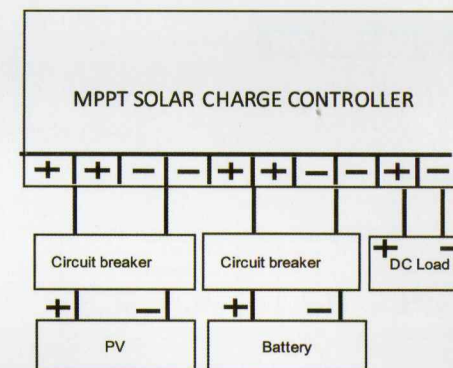 MPPT SOLAR CHARGE CONTROLLER
+ + − − + + − − + −
Circuit breaker Circuit breaker + − DC Load
+ − + −
PV Battery